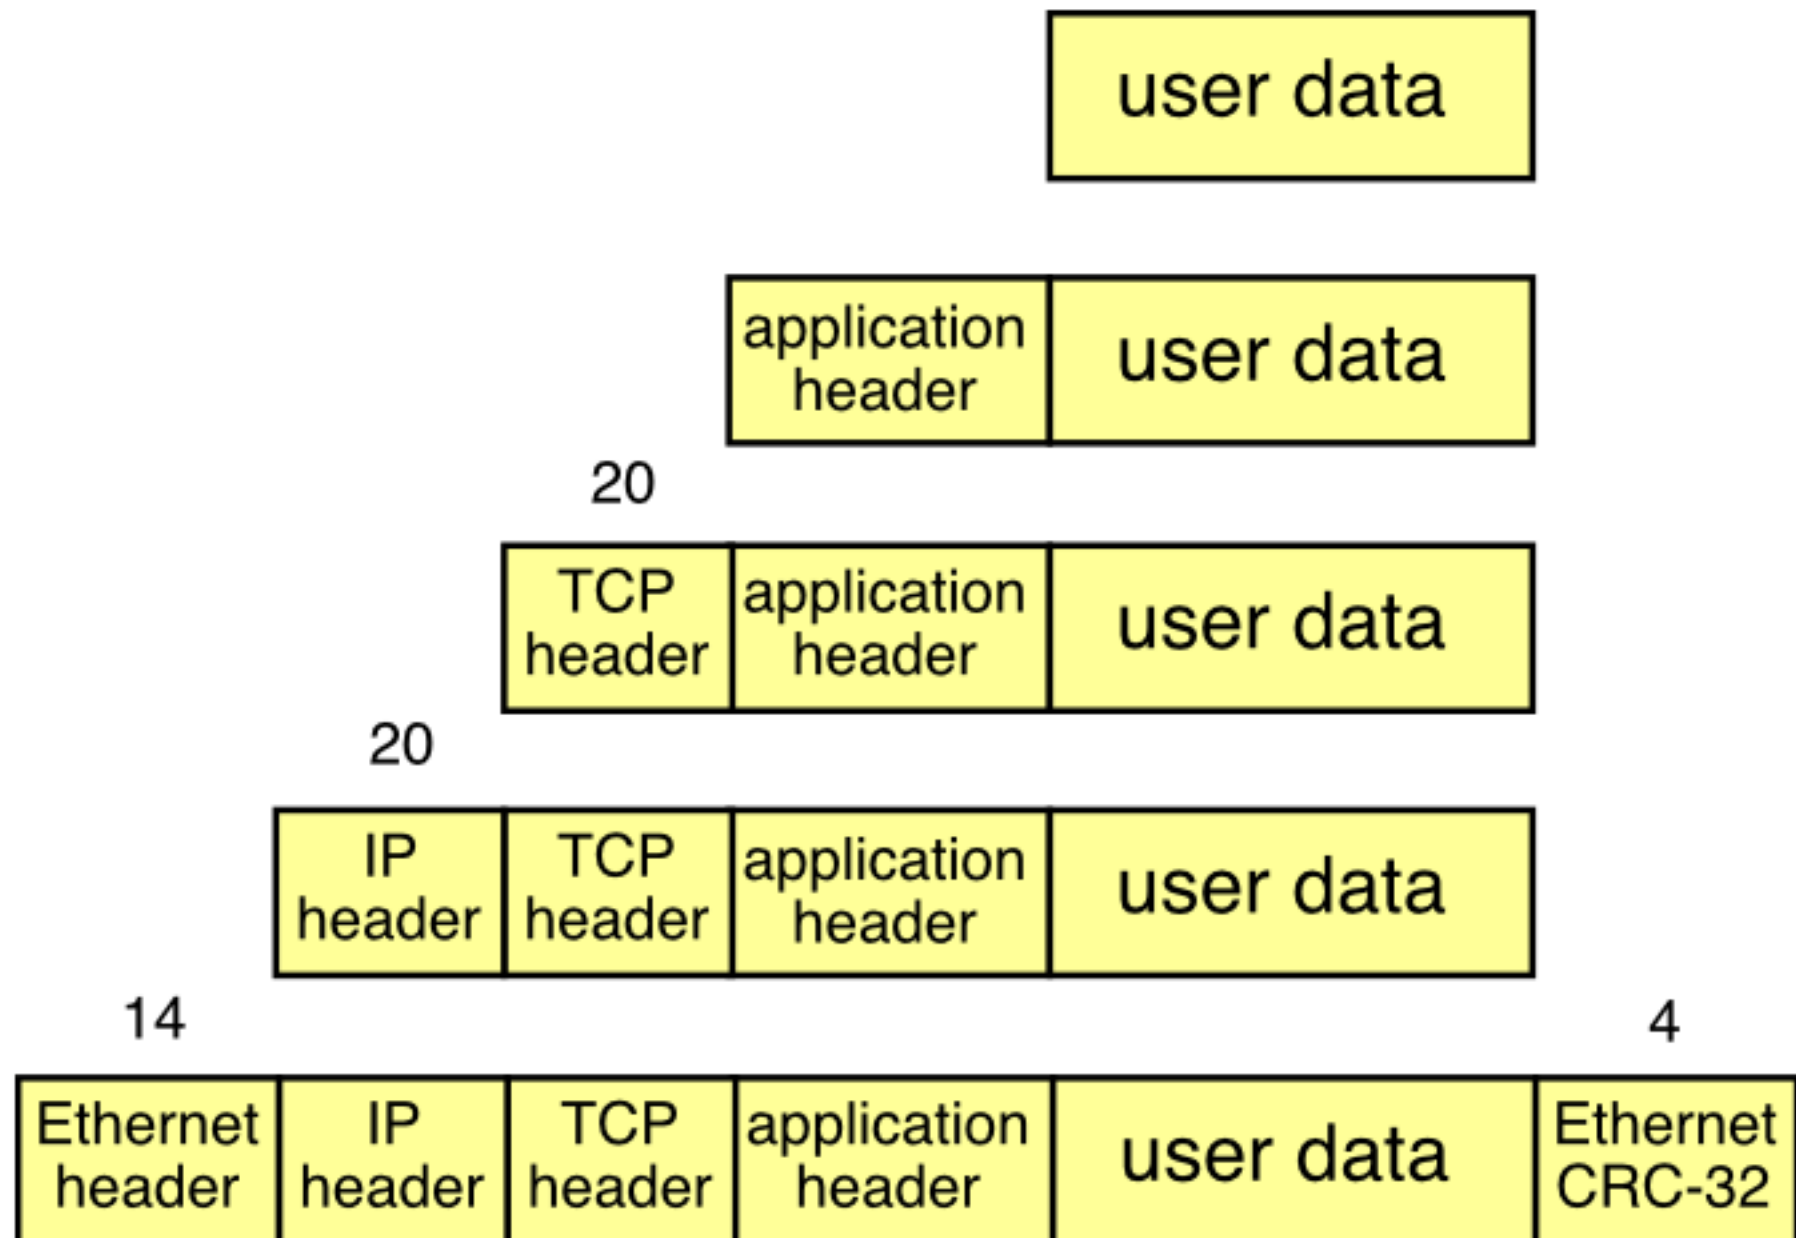 user data
application
header
user data
20
TCP
header
application
header
user data
20
IP
header
TCP
header
application
header
user data
14
4
Ethernet
header
IP
header
TCP
header
application
header
user data
Ethernet
CRC-32